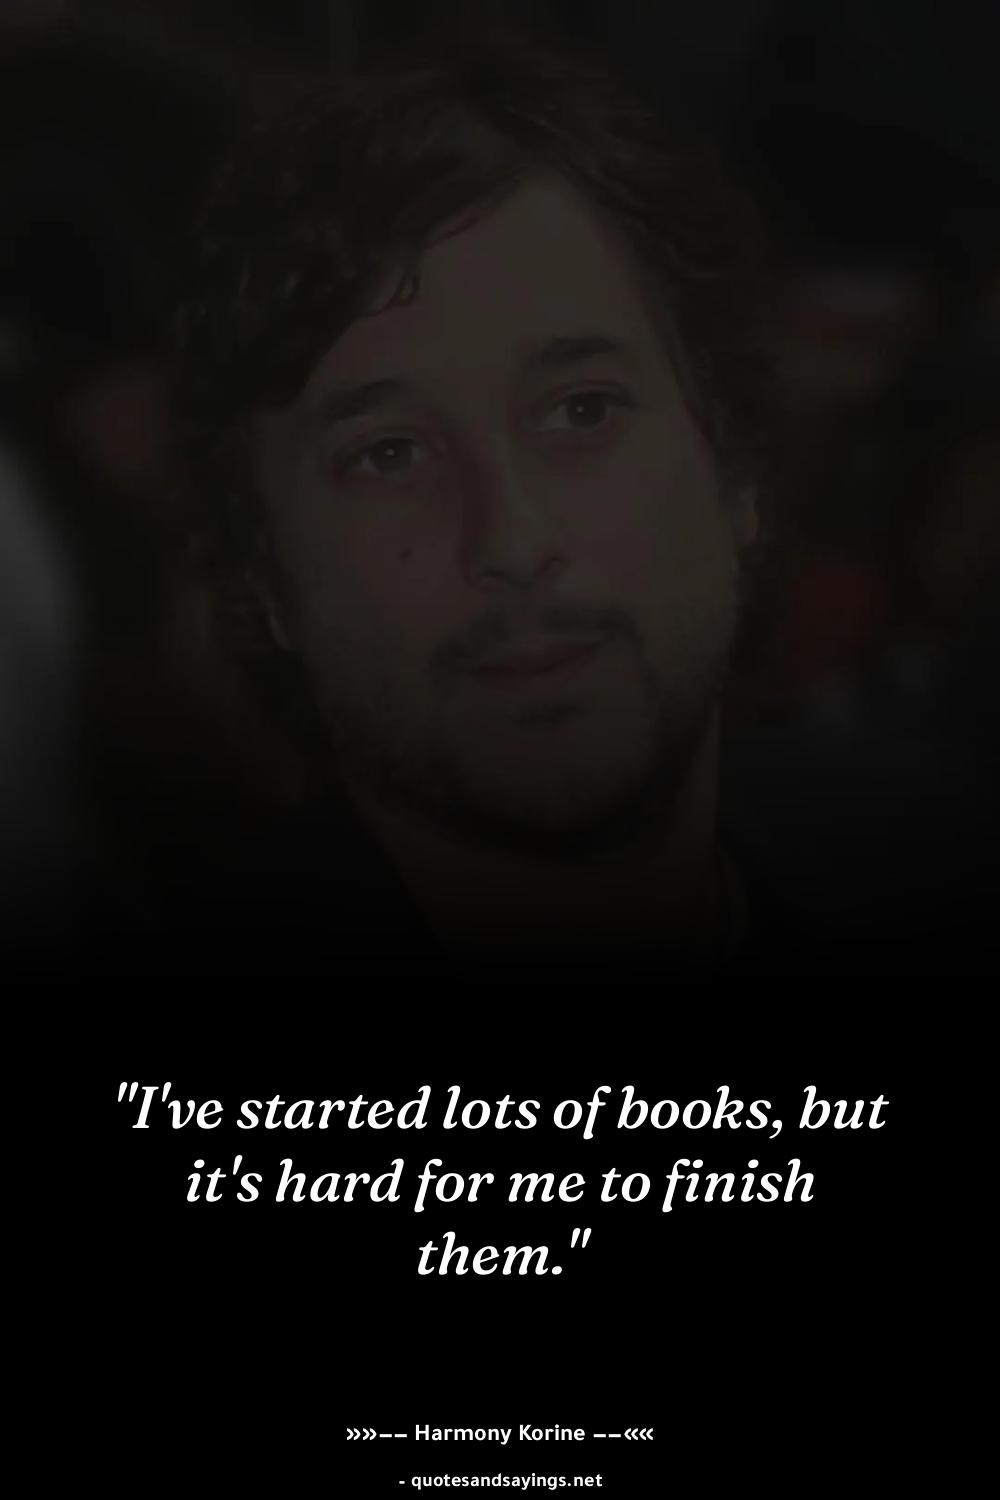 "I've started lots of books, but
it's hard for me to finish
them."
»»—— Harmony Korine ——««
- quotesandsayings.net